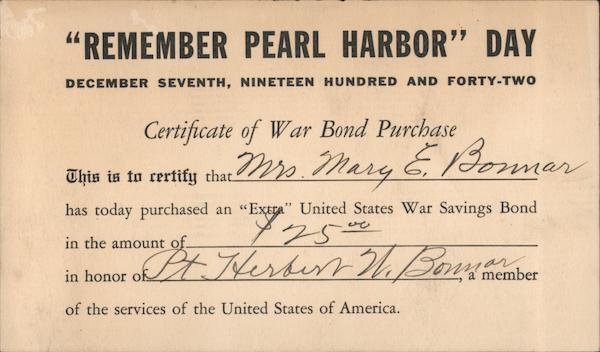 "REMEMBER PEARL HARBOR" DAY
DECEMBER SEVENTH, NINETEEN HUNDRED AND FORTY-TWO
Certificate of War Bond Purchase
This is to certify that Mrs. Mary E. Bonnar
has today purchased an "Extra" United States War Savings Bond
in the amount of $25.00
in honor of Pt. Herbert W. Bonnar, a member
of the services of the United States of America.